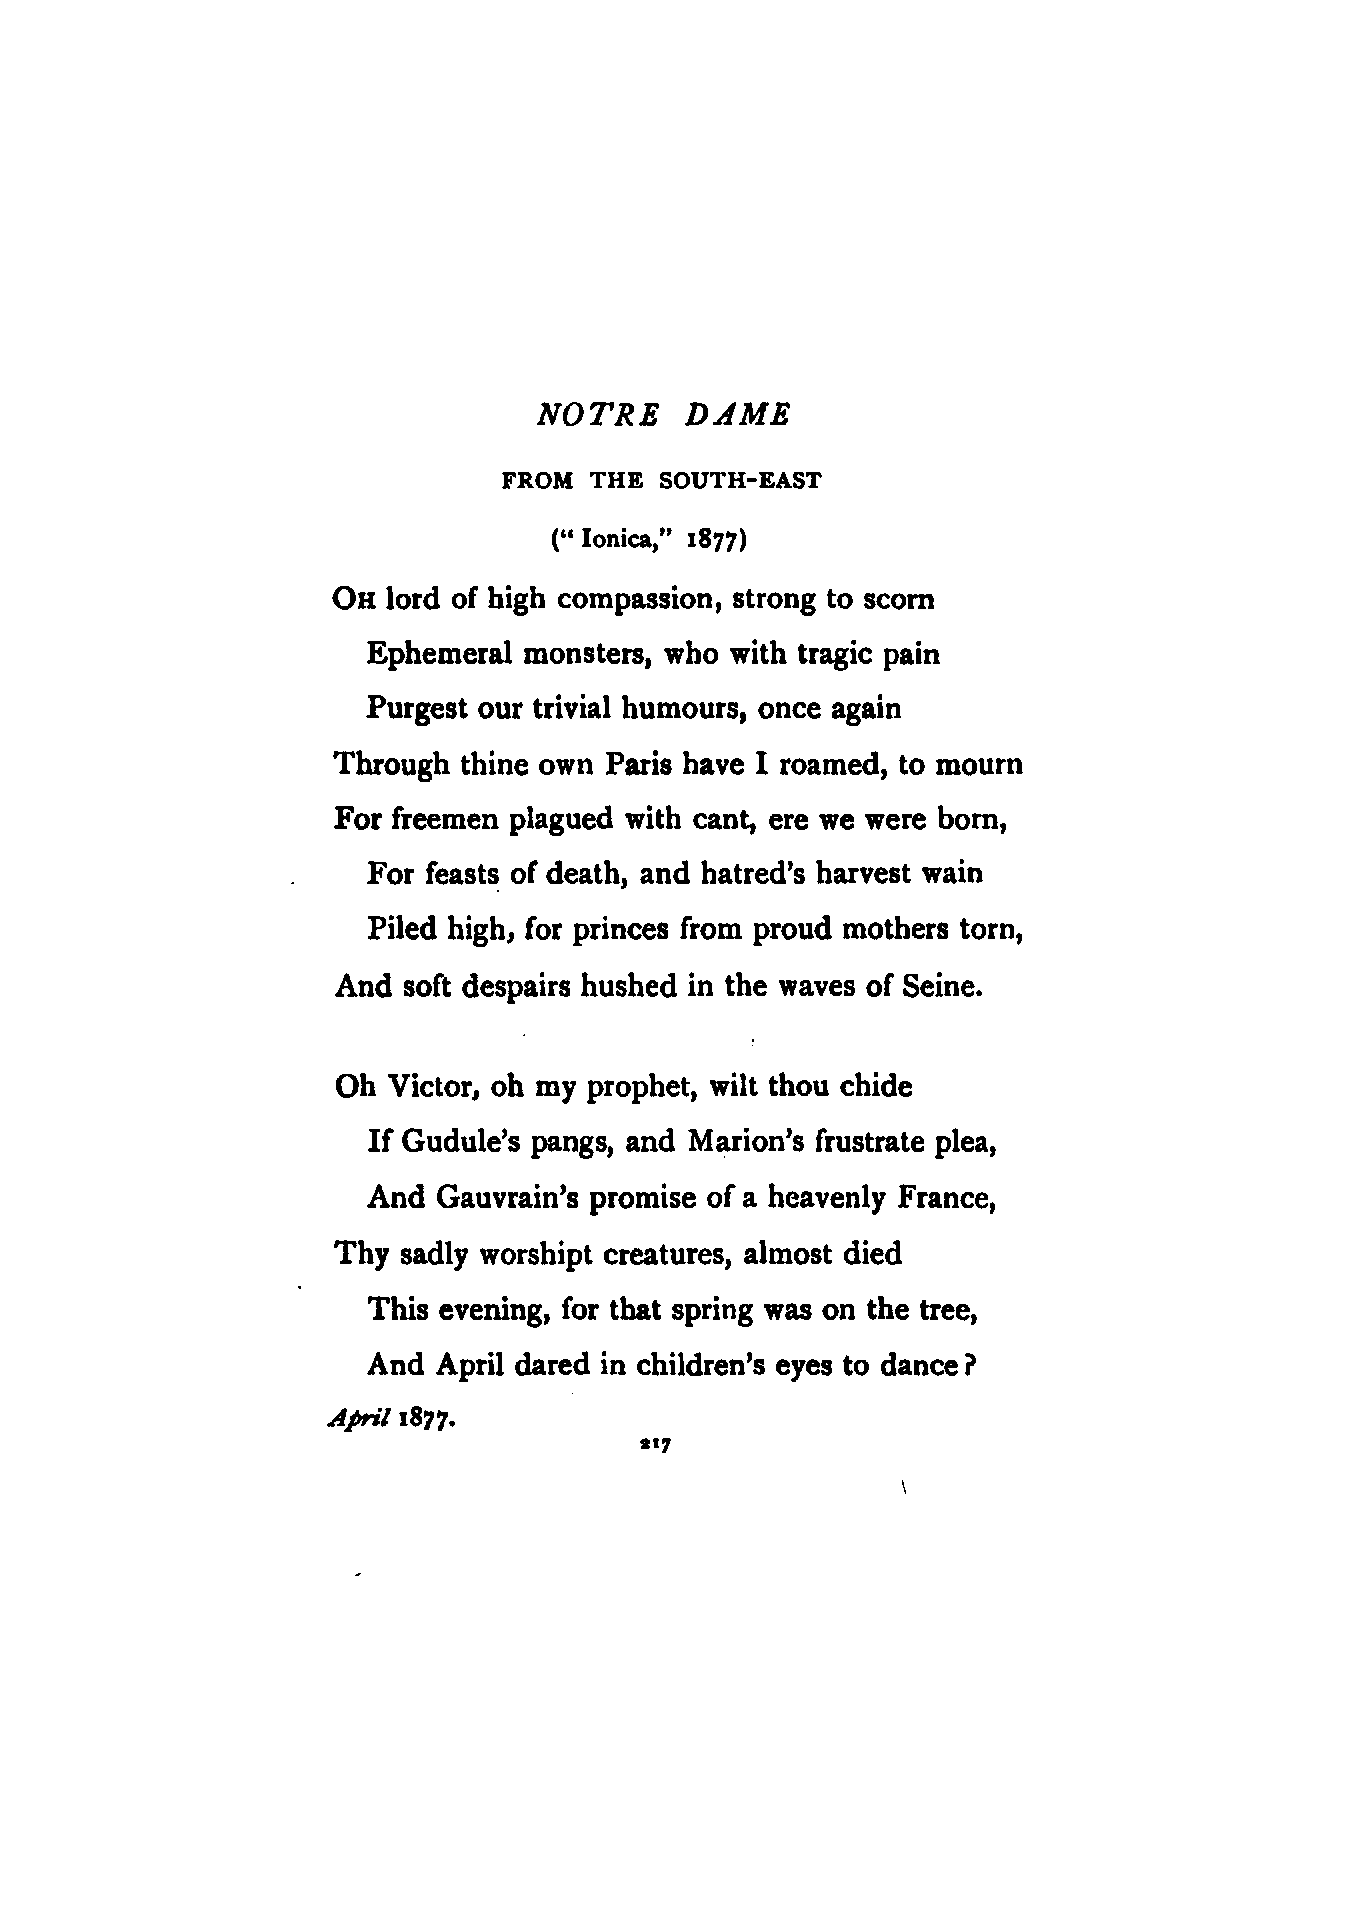 NOTRE DAME
FROM THE SOUTH-EAST
(“ Ionica,” 1877)
OH lord of high compassion, strong to scorn
Ephemeral monsters, who with tragic pain
Purgest our trivial humours, once again
Through thine own Paris have I roamed, to mourn
For freemen plagued with cant, ere we were born,
For feasts of death, and hatred's harvest wain
Piled high, for princes from proud mothers torn,
And soft despairs hushed in the waves of Seine.
Oh Victor, oh my prophet, wilt thou chide
If Gudule's pangs, and Marion's frustrate plea,
And Gauvrain's promise of a heavenly France,
Thy sadly worshipt creatures, almost died
This evening, for that spring was on the tree,
And April dared in children's eyes to dance?
April 1877.
217